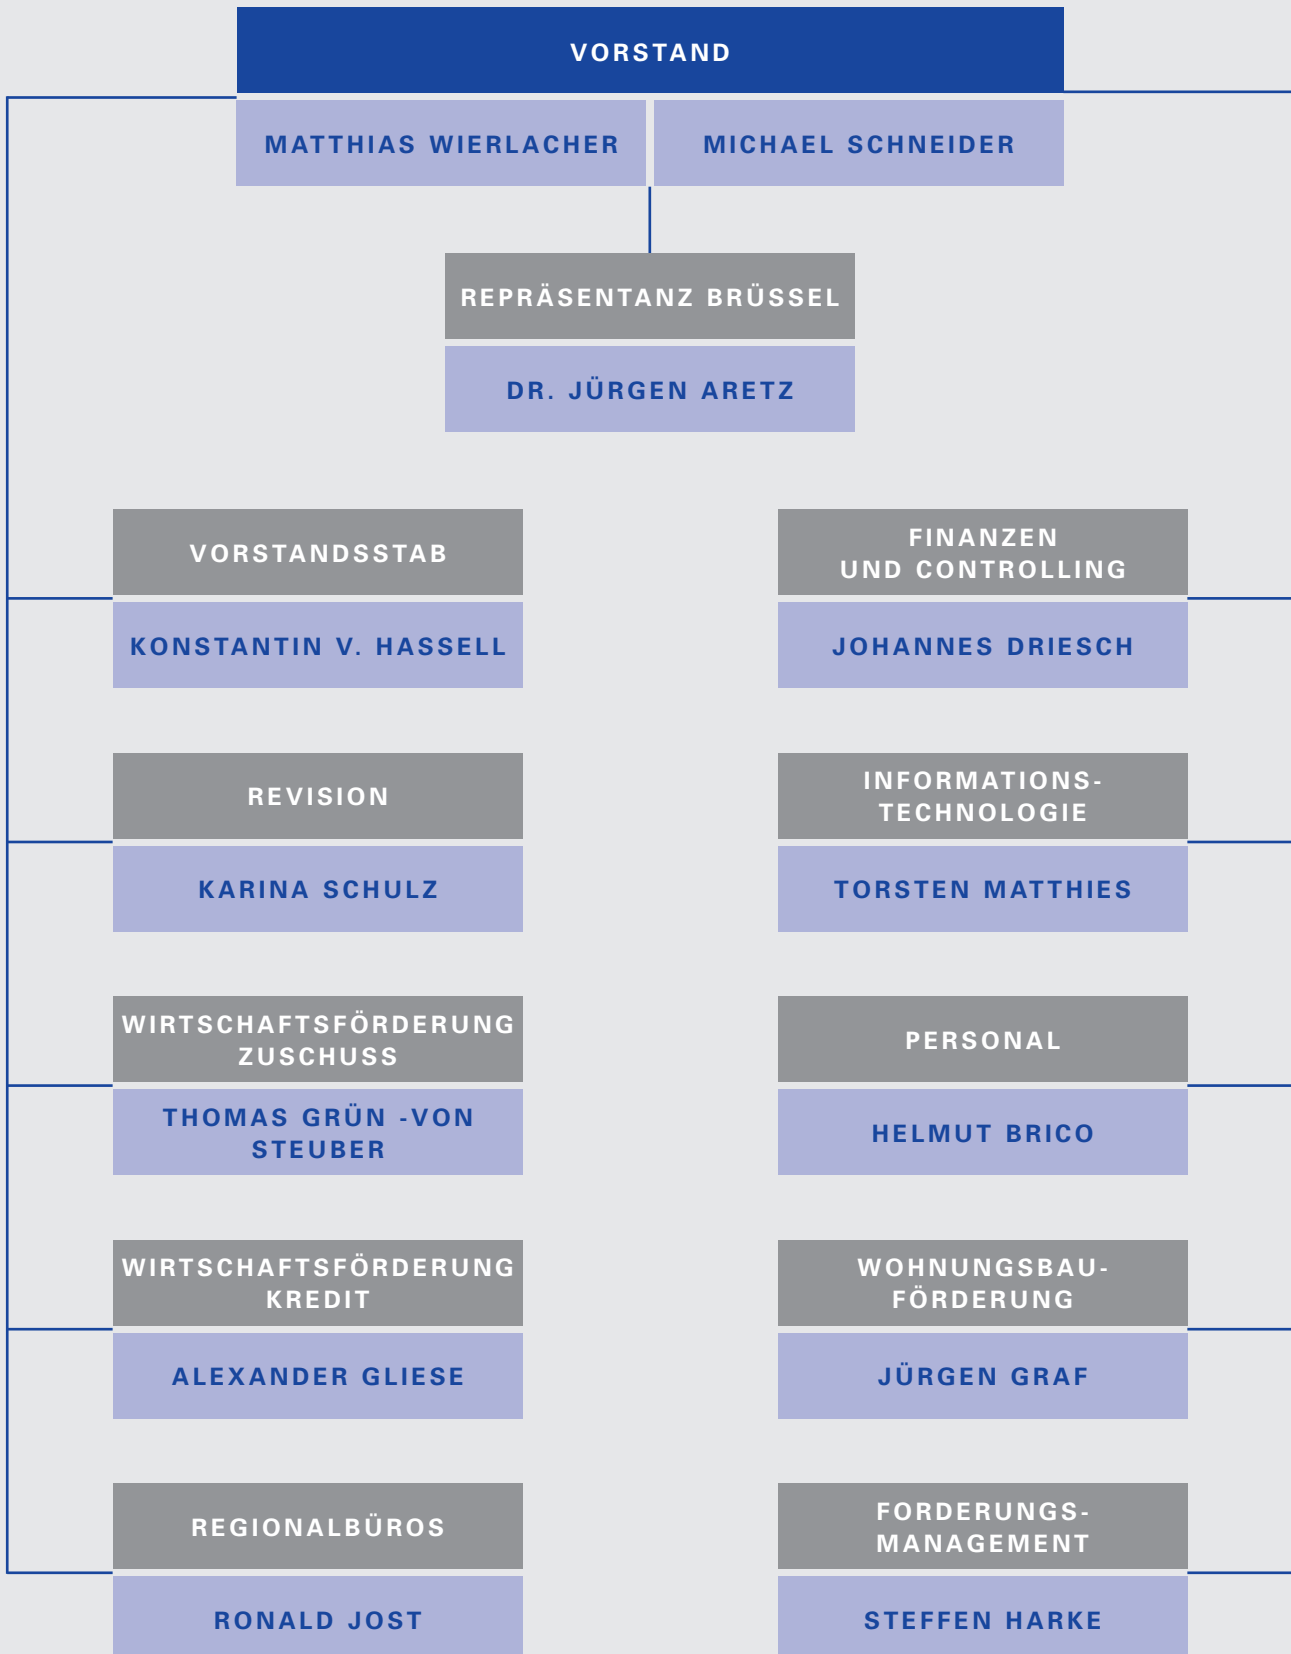 VORSTAND
MATTHIAS WIERLACHER
MICHAEL SCHNEIDER
REPRÄSENTANZ BRÜSSEL
DR. JÜRGEN ARETZ
VORSTANDSSTAB
KONSTANTIN V. HASSELL
REVISION
KARINA SCHULZ
WIRTSCHAFTSFÖRDERUNG
ZUSCHUSS
THOMAS GRÜN -VON
STEUBER
WIRTSCHAFTSFÖRDERUNG
KREDIT
ALEXANDER GLIESE
REGIONALBÜROS
RONALD JOST
FINANZEN
UND CONTROLLING
JOHANNES DRIESCH
INFORMATIONS-
TECHNOLOGIE
TORSTEN MATTHIES
PERSONAL
HELMUT BRICO
WOHNUNGSBAU-
FÖRDERUNG
JÜRGEN GRAF
FORDERUNGS-
MANAGEMENT
STEFFEN HARKE